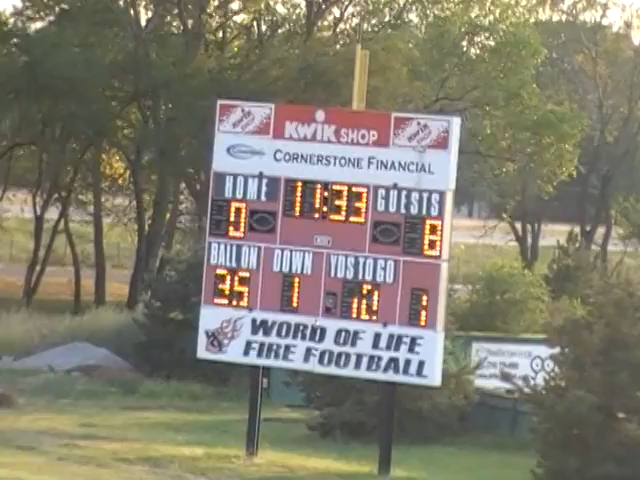 KWIK SHOP
CORNERSTONE FINANCIAL
HOME 11:33 GUESTS
0 8
BALL ON DOWN YDS TO GO
35 1 10 1
WORD OF LIFE
FIRE FOOTBALL